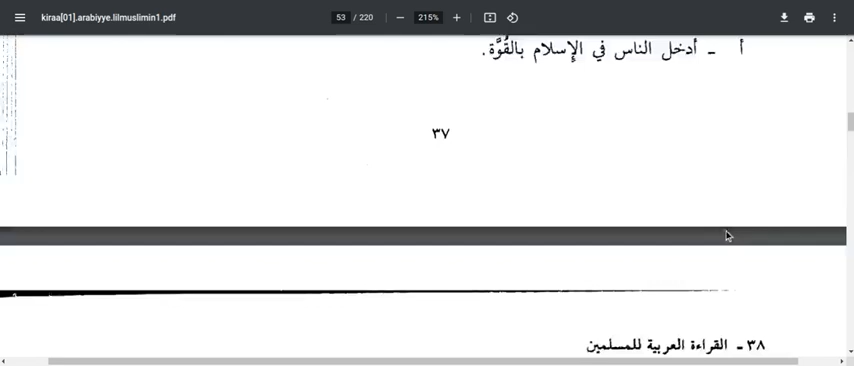 kiraa[01].arabiyye.lilmuslimin1.pdf
53 / 220
215%
أ - أدخل الناس في الإسلام بالقُوَّة.
٣٧
٣٨ - القراءة العربية للمسلمين